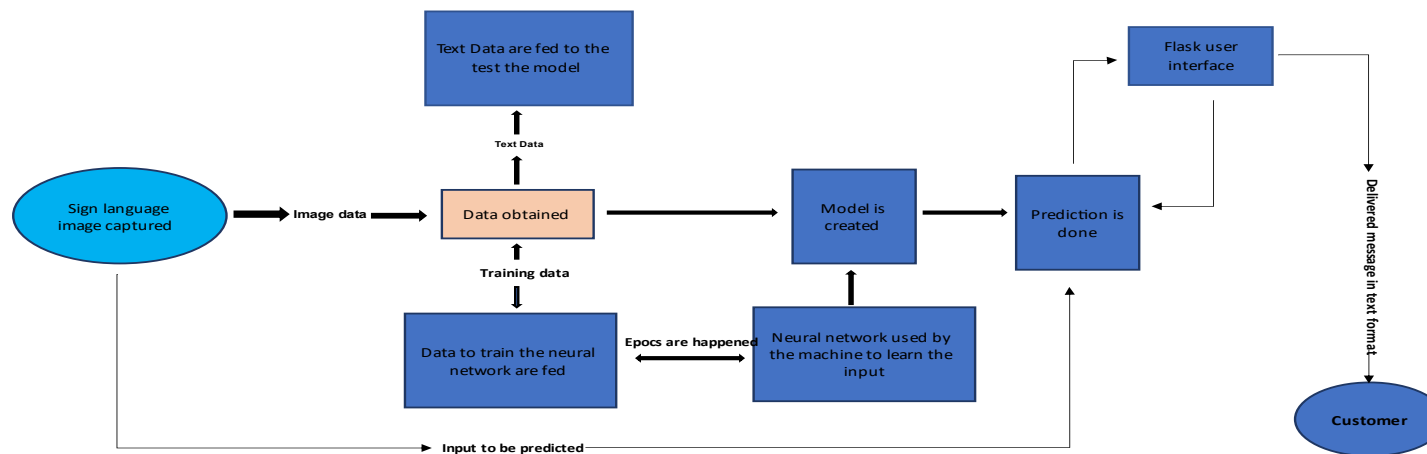 Text Data are fed to the
test the model
Flask user
interface
Text Data
Sign language
image captured
Image data
Data obtained
Model is
created
Prediction is
done
Training data
Data to train the neural
network are fed
Epocs are happened
Neural network used by
the machine to learn the
input
Delivered message in text format
Customer
Input to be predicted